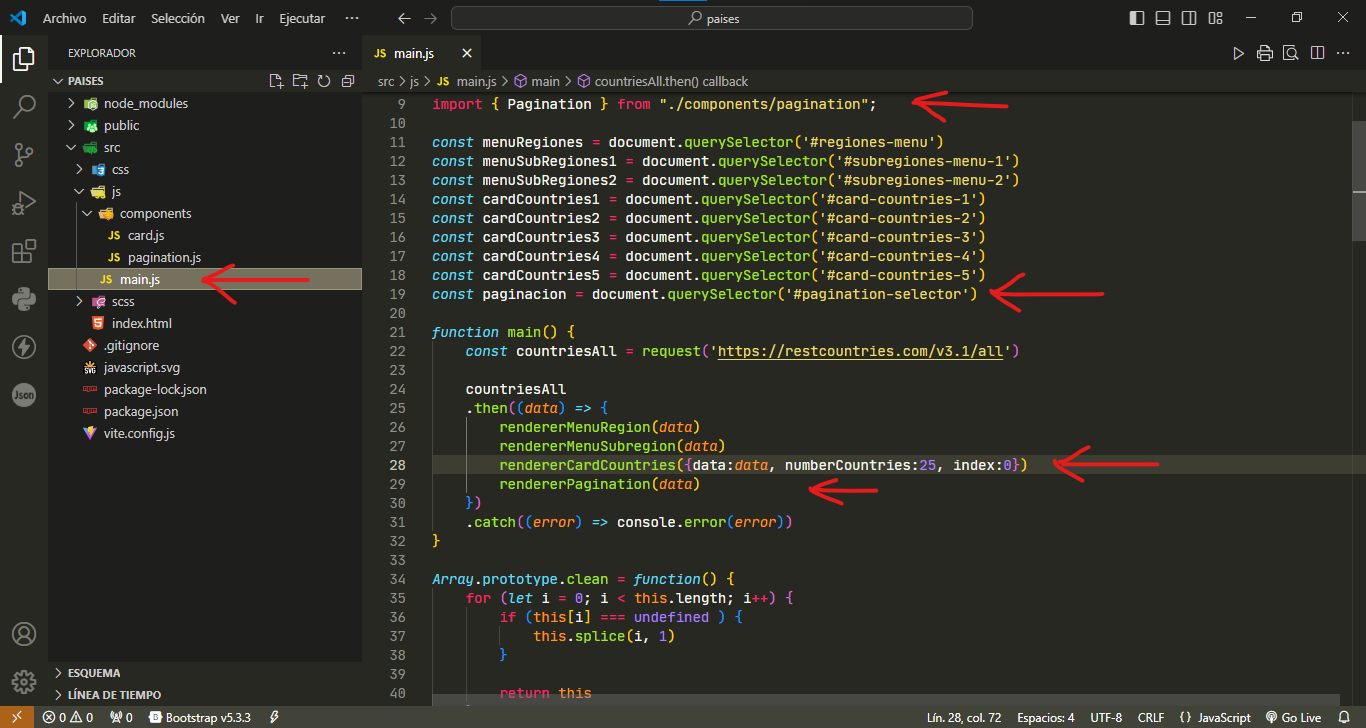 Archivo Editar Selección Ver Ir Ejecutar ···
paises
EXPLORADOR
PAISES
node_modules
public
src
css
js
components
JS card.js
JS pagination.js
JS main.js
scss
index.html
.gitignore
javascript.svg
package-lock.json
package.json
vite.config.js
ESQUEMA
LÍNEA DE TIEMPO
JS main.js
src > js > JS main.js > main > countriesAll.then() callback
9 import { Pagination } from "./components/pagination";
10
11 const menuRegiones = document.querySelector('#regiones-menu')
12 const menuSubRegiones1 = document.querySelector('#subregiones-menu-1')
13 const menuSubRegiones2 = document.querySelector('#subregiones-menu-2')
14 const cardCountries1 = document.querySelector('#card-countries-1')
15 const cardCountries2 = document.querySelector('#card-countries-2')
16 const cardCountries3 = document.querySelector('#card-countries-3')
17 const cardCountries4 = document.querySelector('#card-countries-4')
18 const cardCountries5 = document.querySelector('#card-countries-5')
19 const paginacion = document.querySelector('#pagination-selector')
20
21 function main() {
22 const countriesAll = request('https://restcountries.com/v3.1/all')
23
24 countriesAll
25 .then((data) => {
26 rendererMenuRegion(data)
27 rendererMenuSubregion(data)
28 rendererCardCountries({data:data, numberCountries:25, index:0})
29 rendererPagination(data)
30 })
31 .catch((error) => console.error(error))
32 }
33
34 Array.prototype.clean = function() {
35 for (let i = 0; i < this.length; i++) {
36 if (this[i] === undefined ) {
37 this.splice(i, 1)
38 }
39
40 return this
Json
0 0 0 Bootstrap v5.3.3 Lín. 28, col. 72 Espacios: 4 UTF-8 CRLF {} JavaScript Go Live